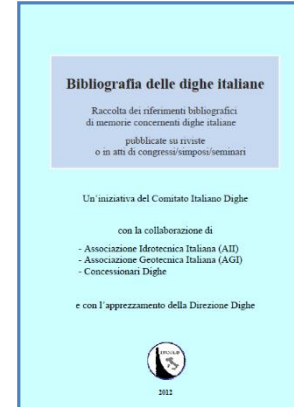 Bibliografia delle dighe italiane
Raccolta dei riferimenti bibliografici
di memorie concernenti dighe italiane
pubblicate su riviste
o in atti di congressi/simposi/seminari
Un'iniziativa del Comitato Italiano Dighe
con la collaborazione di
- Associazione Idrotecnica Italiana (AII)
- Associazione Geotecnica Italiana (AGI)
- Concessionari Dighe
e con l'apprezzamento della Direzione Dighe
2012